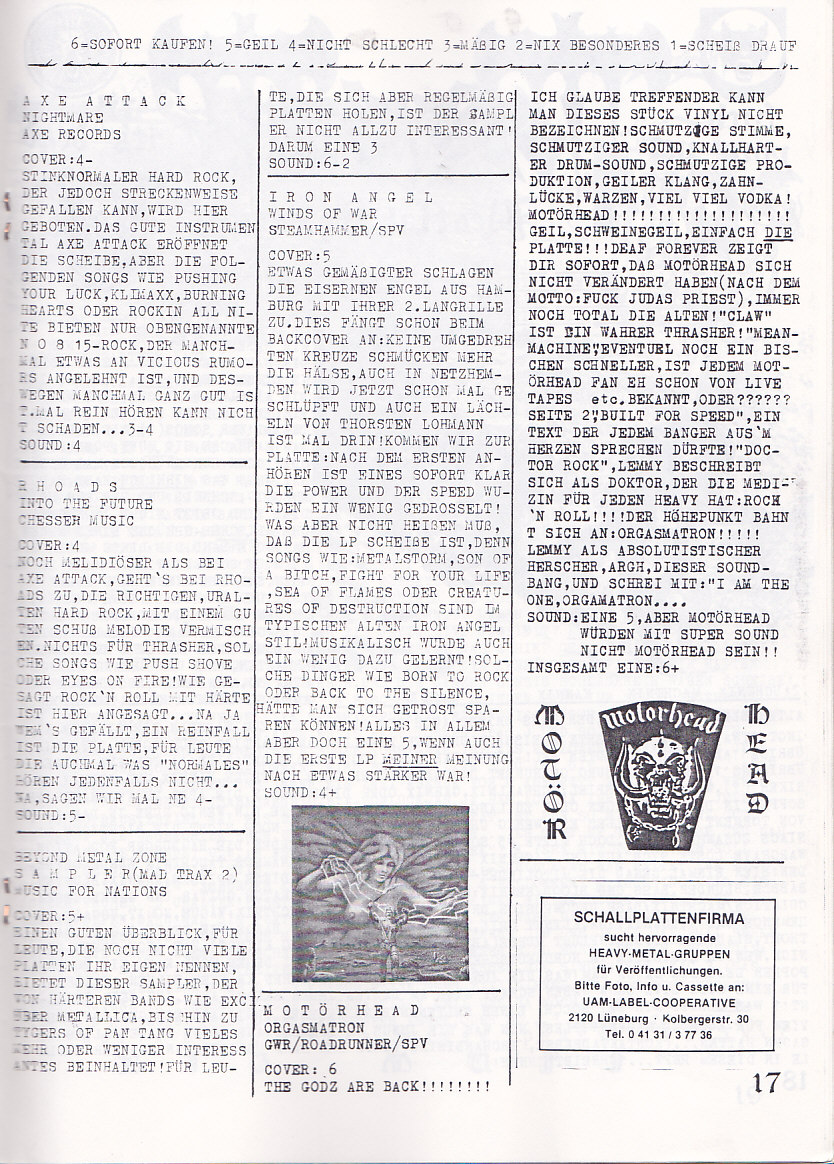 6=SOFORT KAUFEN! 5=GEIL 4=NICHT SCHLECHT 3=MÄßIG 2=NIX BESONDERES 1=SCHEIß DRAUF
AXE ATTACK
NIGHTMARE
AXE RECORDS
COVER:4-
STINKNORMALER HARD ROCK,
DER JEDOCH STRECKENWEISE
GEFALLEN KANN,WIRD HIER
GEBOTEN.DAS GUTE INSTRUMEN
TAL AXE ATTACK ERÖFFNET
DIE SCHEIBE,ABER DIE FOL-
GENDEN SONGS WIE PUSHING
YOUR LUCK,KLIMAXX,BURNING
HEARTS ODER ROCKIN ALL NI-
TE BIETEN NUR OBENGENANNTE
N O 8 15-ROCK,DER MANCH-
MAL ETWAS AN VICIOUS RUMO-
RS ANGELEHNT IST,UND DES-
WEGEN MANCHMAL GANZ GUT IS
T.MAL REIN HÖREN KANN NICH
T SCHADEN...3-4
SOUND:4
RHOADS
INTO THE FUTURE
CHESSER MUSIC
COVER:4
NOCH MELIDIÖSER ALS BEI
AXE ATTACK,GEHT`S BEI RHO-
ADS ZU,DIE RICHTIGEN,URAL-
TEN HARD ROCK,MIT EINEM GU
TEN SCHUß MELODIE VERMISCH
EN.NICHTS FÜR THRASHER,SOL
CHE SONGS WIE PUSH SHOVE
ODER EYES ON FIRE!WIE GE-
SAGT ROCK'N ROLL MIT HÄRTE
IST HIER ANGESAGT...NA JA
WEM`S GEFÄLLT,EIN REINFALL
IST DIE PLATTE,FÜR LEUTE
DIE AUCHMAL WAS "NORMALES"
HÖREN JEDENFALLS NICHT...
NA,SAGEN WIR MAL NE 4-
SOUND:5-
BEYOND METAL ZONE
S A M P L E R(MAD TRAX 2)
MUSIC FOR NATIONS
COVER:5+
EINEN GUTEN ÜBERBLICK,FÜR
LEUTE,DIE NOCH NICHT VIELE
PLATTEN IHR EIGEN NENNEN,
BIETET DIESER SAMPLER,DER
VON HÄRTEREN BANDS WIE EXCI
TER METALLICA,BIS HIN ZU
TYGERS OF PAN TANG VIELES
MEHR ODER WENIGER INTERESS
ANTES BEINHALTET!FÜR LEU-
TE,DIE SICH ABER REGELMÄßIG
PLATTEN HOLEN,IST DER SAMPL
ER NICHT ALLZU INTERESSANT!
DARUM EINE 3
SOUND:6-2
IRON ANGEL
WINDS OF WAR
STEAMHAMMER/SPV
COVER:5
ETWAS GEMÄßIGTER SCHLAGEN
DIE EISERNEN ENGEL AUS HAM-
BURG MIT IHRER 2.LANGRILLE
ZU.DIES FÄNGT SCHON BEIM
BACKCOVER AN:KEINE UMGEDREH
TEN KREUZE SCHMÜCKEN MEHR
DIE HÄLSE,AUCH IN NETZHEM-
DEN WIRD JETZT SCHON MAL GE
SCHLÜPFT UND AUCH EIN LÄCH-
ELN VON THORSTEN LOHMANN
IST MAL DRIN!KOMMEN WIR ZUR
PLATTE:NACH DEM ERSTEN AN-
HÖREN IST EINES SOFORT KLAR
DIE POWER UND DER SPEED WU-
RDEN EIN WENIG GEDROSSELT!
WAS ABER NICHT HEIßEN MUß,
DAß DIE LP SCHEIßE IST,DENN
SONGS WIE:METALSTORM,SON OF
A BITCH,FIGHT FOR YOUR LIFE
,SEA OF FLAMES ODER CREATU-
RES OF DESTRUCTION SIND IM
TYPISCHEN ALTEN IRON ANGEL
STIL!MUSIKALISCH WURDE AUCH
EIN WENIG DAZU GELERNT!SOL-
CHE DINGER WIE BORN TO ROCK
ODER BACK TO THE SILENCE,
HÄTTE MAN SICH GETROST SPA-
REN KÖNNEN!ALLES IN ALLEM
ABER DOCH EINE 5,WENN AUCH
DIE ERSTE LP MEINER MEINUNG
NACH ETWAS STÄRKER WAR!
SOUND:4+
MOTÖRHEAD
ORGASMATRON
GWR/ROADRUNNER/SPV
COVER: 6
THE GODZ ARE BACK!!!!!!!!
ICH GLAUBE TREFFENDER KANN
MAN DIESES STÜCK VINYL NICHT
BEZEICHNEN!SCHMUTZIGE STIMME,
SCHMUTZIGER SOUND,KNALLHART-
ER DRUM-SOUND,SCHMUTZIGE PRO-
DUKTION,GEILER KLANG,ZAHN-
LÜCKE,WARZEN,VIEL VIEL VODKA!
MOTÖRHEAD!!!!!!!!!!!!!!!!!!!
GEIL,SCHWEINEGEIL,EINFACH DIE
PLATTE!!!DEAF FOREVER ZEIGT
DIR SOFORT,DAß MOTÖRHEAD SICH
NICHT VERÄNDERT HABEN(NACH DEM
MOTTO:FUCK JUDAS PRIEST),IMMER
NOCH TOTAL DIE ALTEN!"CLAW"
IST EIN WAHRER THRASHER!"MEAN-
MACHINE",EVENTUEL NOCH EIN BIS-
CHEN SCHNELLER,IST JEDEM MOT-
ÖRHEAD FAN EH SCHON VON LIVE
TAPES etc.BEKANNT,ODER??????
SEITE 2,"BUILT FOR SPEED",EIN
TEXT DER JEDEM BANGER AUS'M
HERZEN SPRECHEN DÜRFTE!"DOC-
TOR ROCK",LEMMY BESCHREIBT
SICH ALS DOKTOR,DER DIE MEDI-
ZIN FÜR JEDEN HEAVY HAT:ROCK
'N ROLL!!!!DER HÖHEPUNKT BAHN
T SICH AN:ORGASMATRON!!!!!
LEMMY ALS ABSOLUTISTISCHER
HERSCHER,ARGH,DIESER SOUND-
BANG,UND SCHREI MIT:"I AM THE
ONE,ORGAMATRON....
SOUND:EINE 5,ABER MOTÖRHEAD
WÜRDEN MIT SUPER SOUND
NICHT MOTÖRHEAD SEIN!!
INSGESAMT EINE:6+
MOTÖR
Motorhead
HEAD
SCHALLPLATTENFIRMA
sucht hervorragende
HEAVY-METAL-GRUPPEN
für Veröffentlichungen.
Bitte Foto, Info u. Cassette an:
UAM-LABEL-COOPERATIVE
2120 Lüneburg · Kolbergerstr. 30
Tel. 0 41 31 / 3 77 36
17